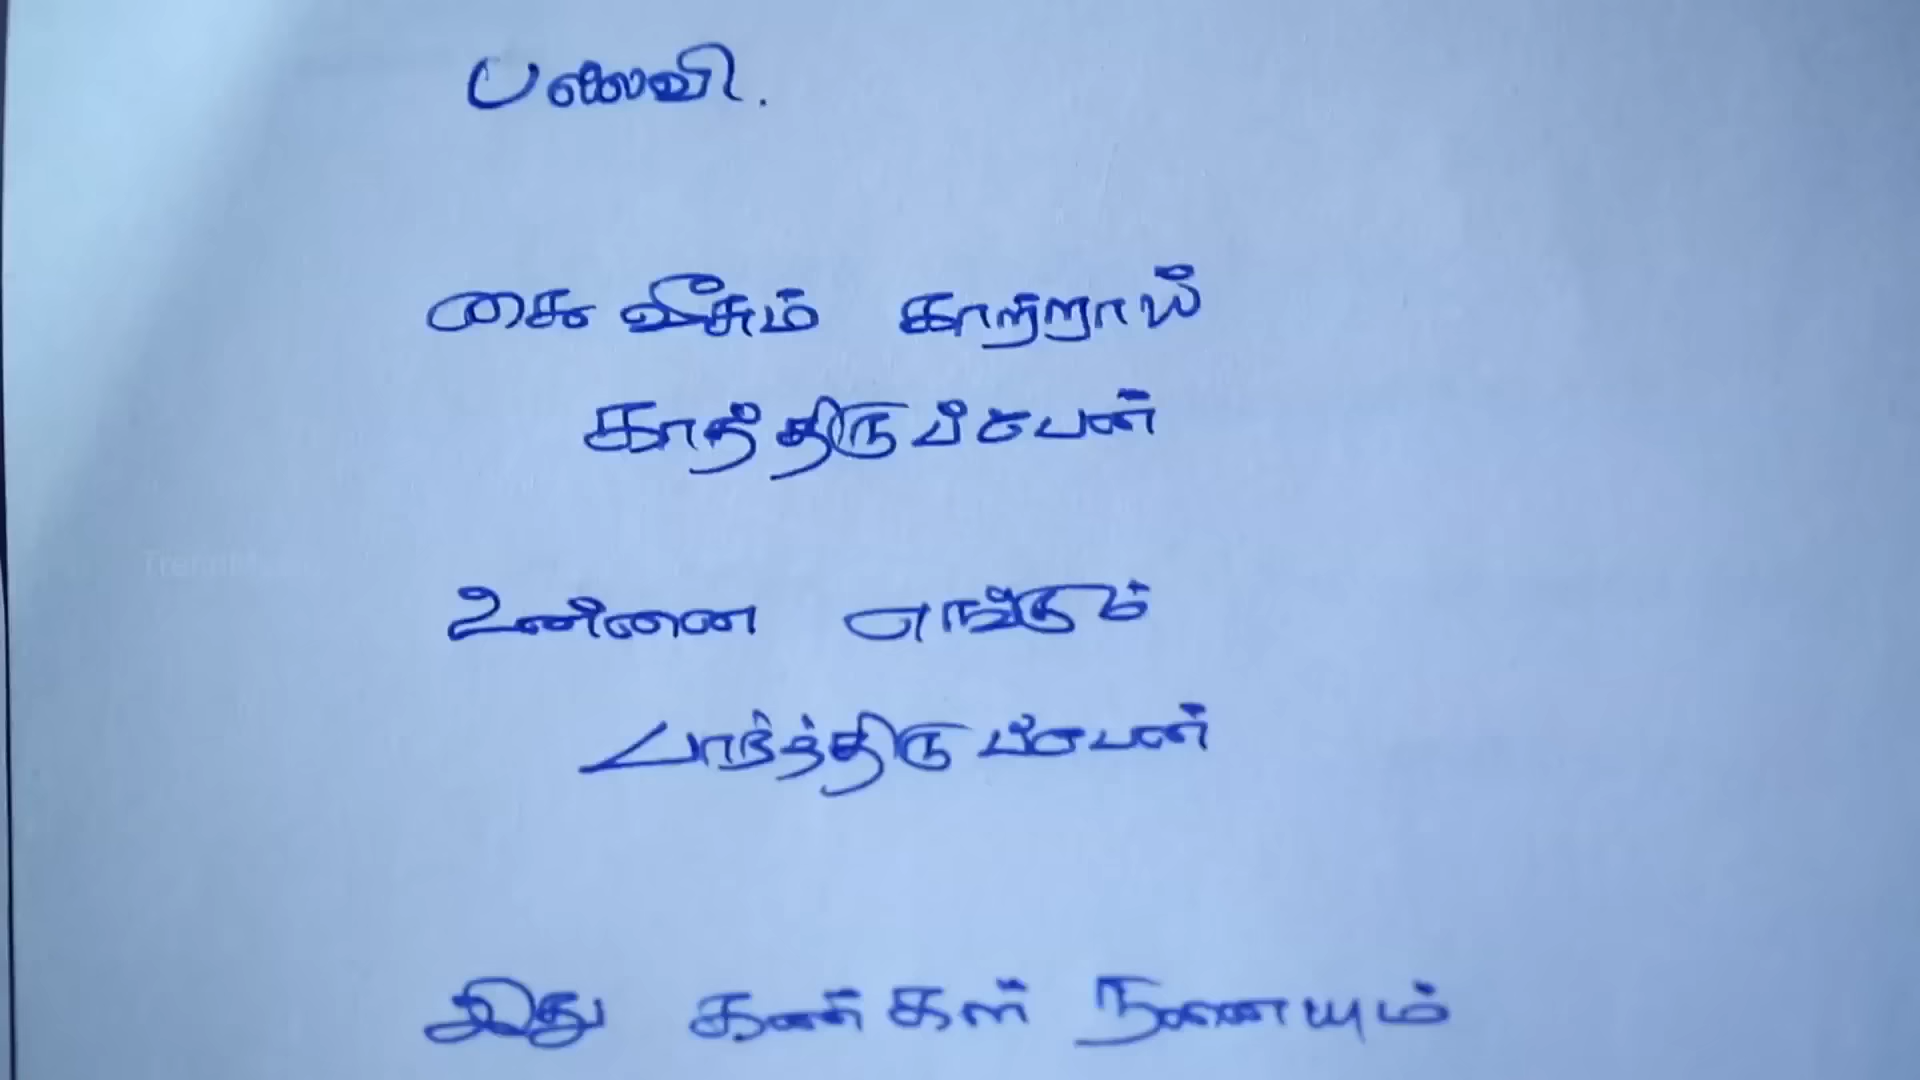 பல்லவி.
கை வீசும் காற்றாய்
காத்திருப்பேன்
உன்னை எங்கும்
பார்த்திருப்பேன்
இது கண்கள் நனையும்